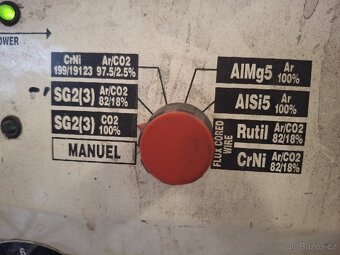 POWER
CrNi Ar/CO2
199/19123 97.5/2.5%
SG2(3) Ar/CO2
82/18%
SG2(3) CO2
100%
MANUEL
AlMg5 Ar
100%
AlSi5 Ar
100%
Rutil Ar/CO2
82/18%
CrNi Ar/CO2
82/18%
FLUX CORED
WIRE
6